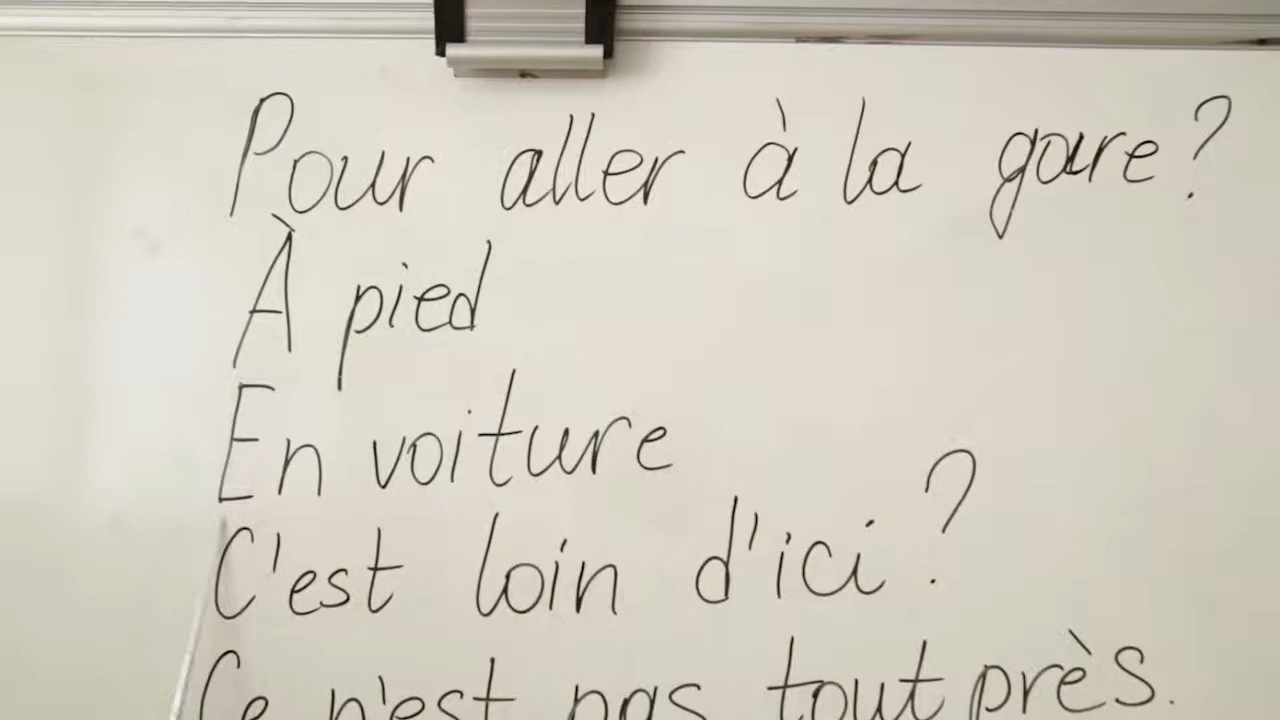 Pour aller à la gare?
À pied
En voiture
C'est loin d'ici?
Ce n'est pas tout près.